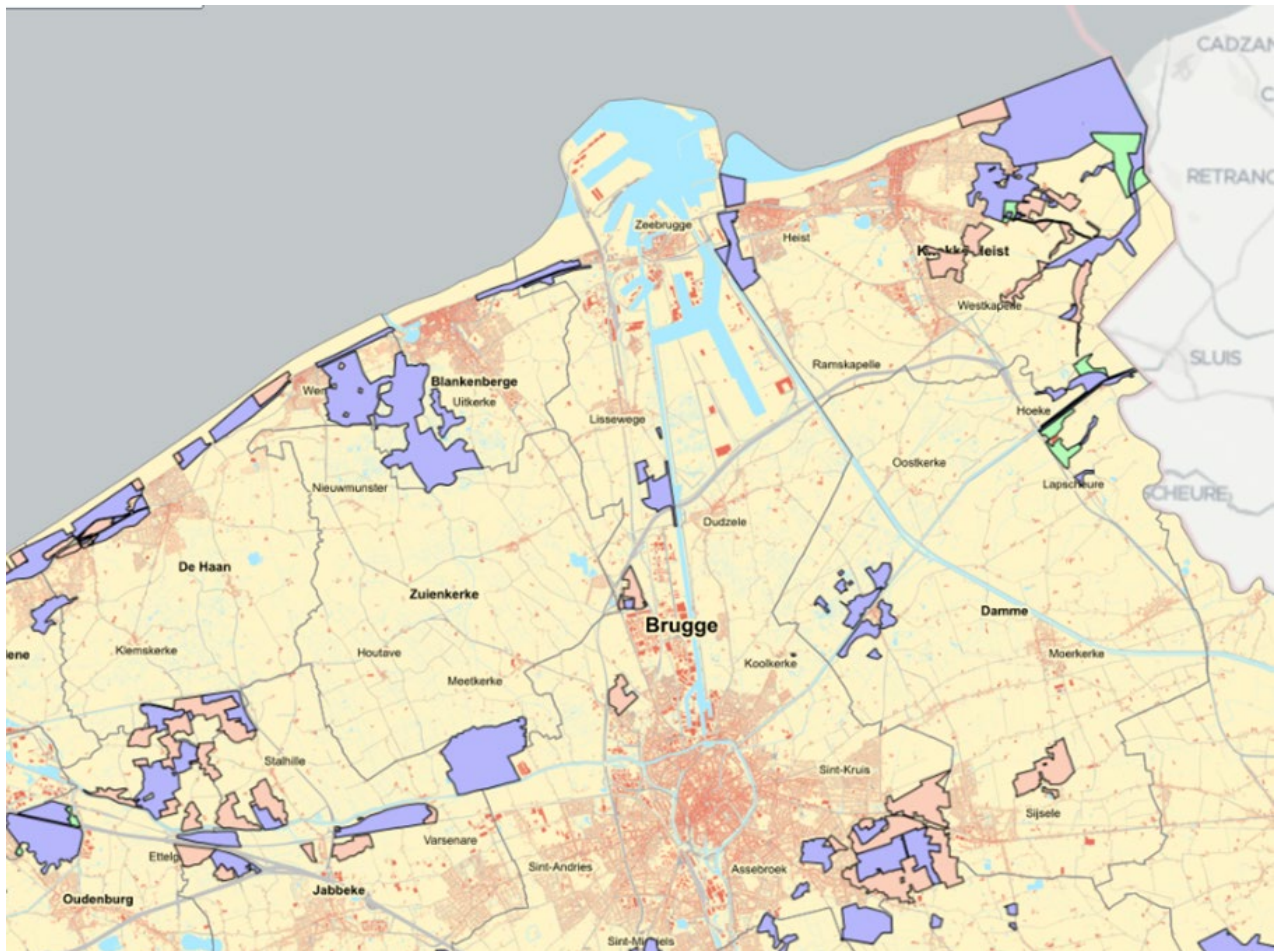 CADZAN
C
RETRANC
Zeebrugge
Heist
Knokke-Heist
Westkapelle
SLUIS
Ramskapelle
Blankenberge
Uitkerke
Hoeke
Lissewege
Oostkerke
Lapscheure
SCHEURE
Nieuwmunster
Dudzele
De Haan
Zuienkerke
Brugge
Damme
Klemskerke
Houtave
Koolkerke
Moerkerke
Meetkerke
Stalhille
Sint-Kruis
Sijsele
Varsenare
Ettelg
Sint-Andries
Assebroek
Jabbeke
Oudenburg